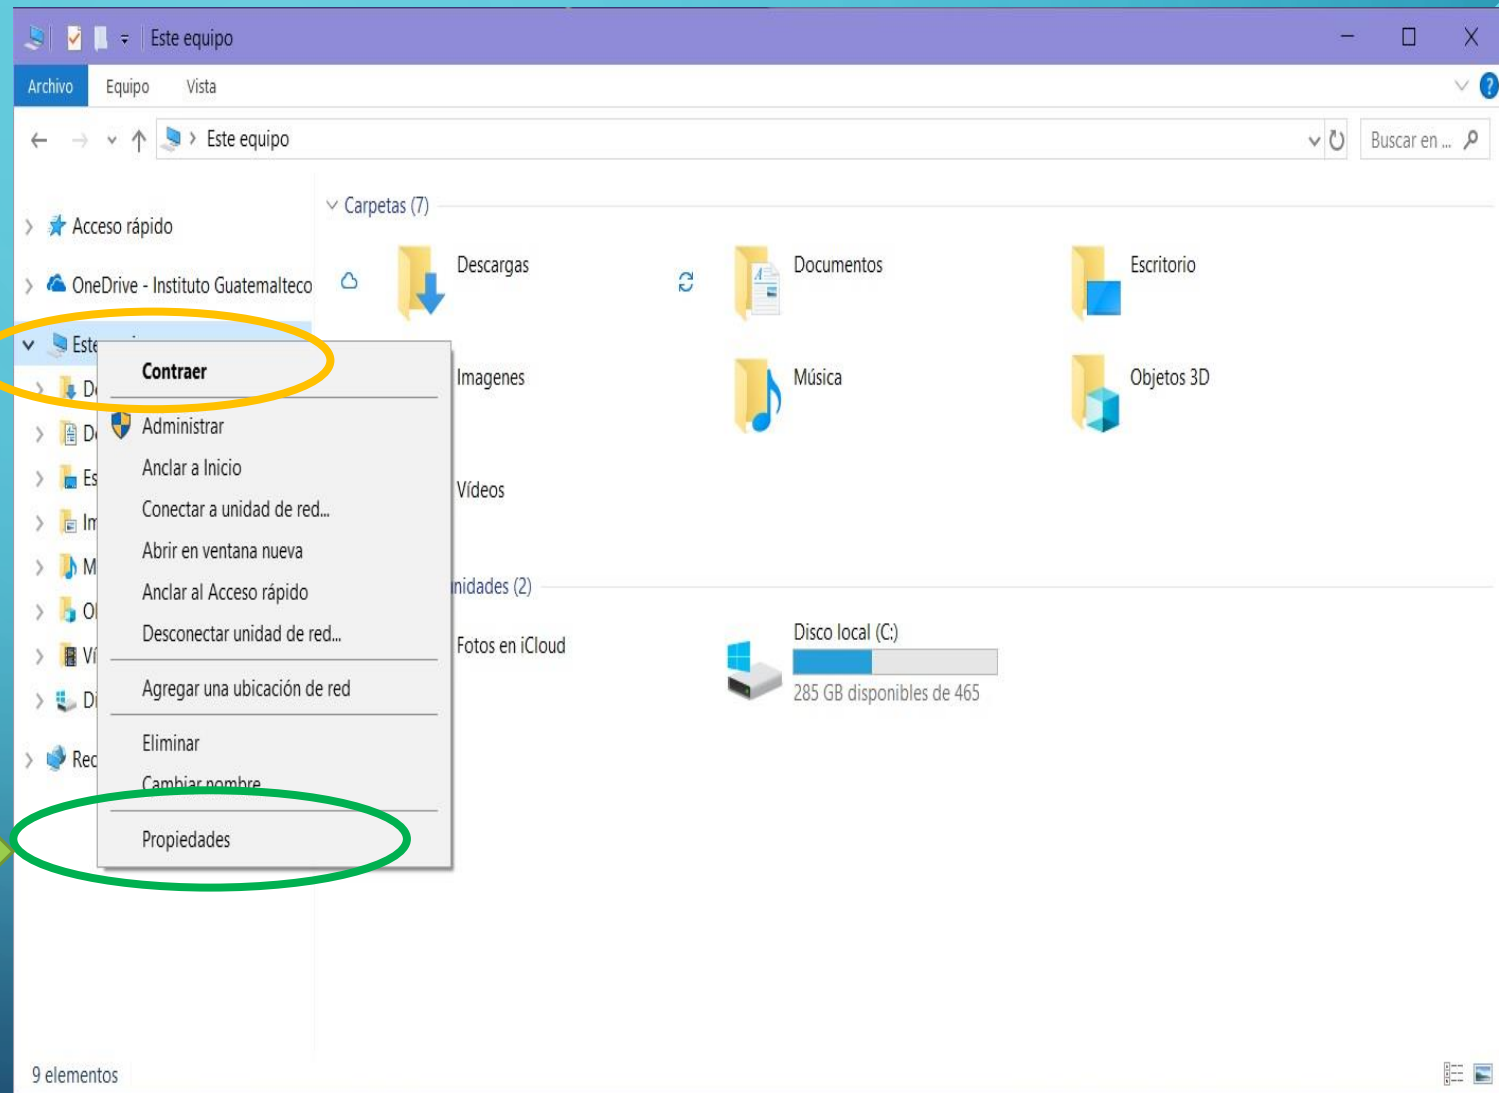 Este equipo
Archivo Equipo Vista
Este equipo
Buscar en ...
Carpetas (7)
Acceso rápido
OneDrive - Instituto Guatemalteco
Descargas
Documentos
Escritorio
Este
Contraer
Imagenes
Música
Objetos 3D
Administrar
Anclar a Inicio
Conectar a unidad de red...
Vídeos
Abrir en ventana nueva
Anclar al Acceso rápido
(2)
Desconectar unidad de red...
Fotos en iCloud
Disco local (C:)
285 GB disponibles de 465
Agregar una ubicación de red
Eliminar
Cambiar nombre
Propiedades
9 elementos